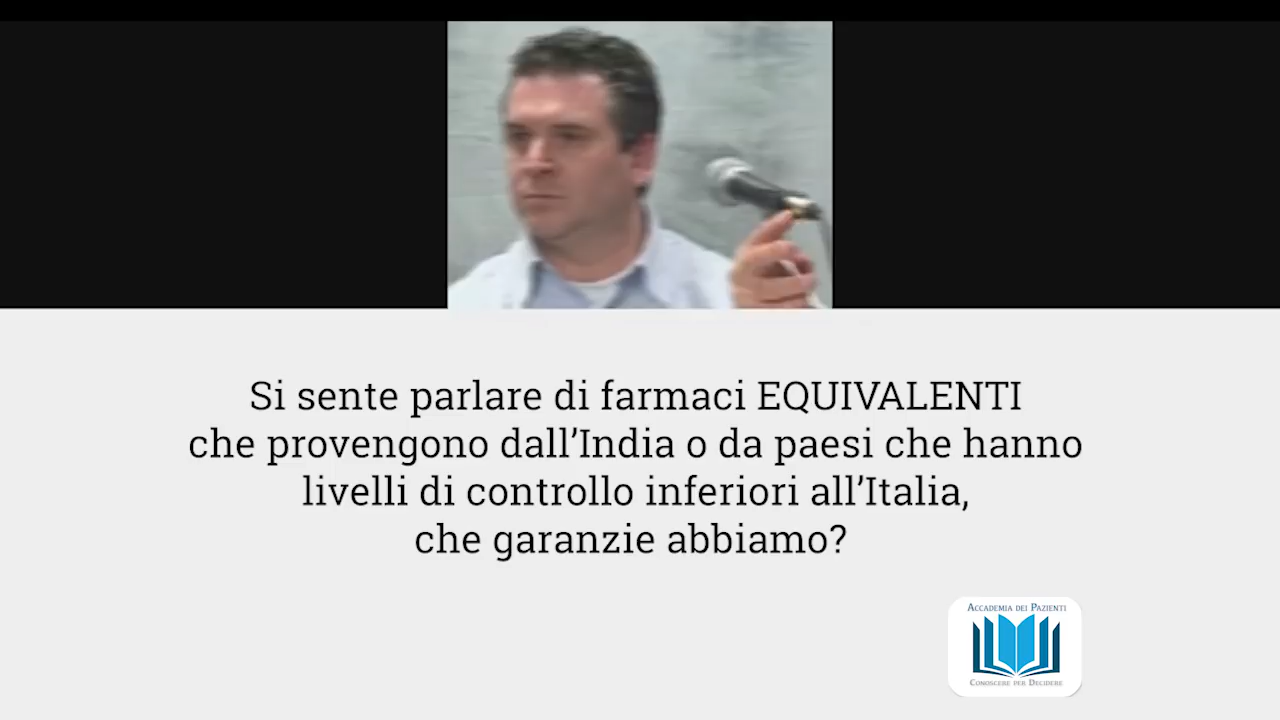 Si sente parlare di farmaci EQUIVALENTI
che provengono dall’India o da paesi che hanno
livelli di controllo inferiori all’Italia,
che garanzie abbiamo?
Accademia dei Pazienti
Conoscere per Decidere